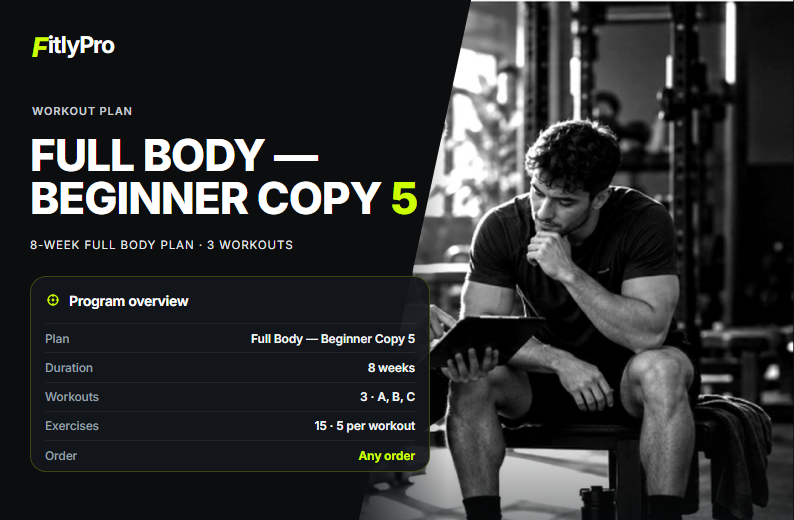 FitlyPro
WORKOUT PLAN
FULL BODY —
BEGINNER COPY 5
8-WEEK FULL BODY PLAN · 3 WORKOUTS
Program overview
Plan Full Body — Beginner Copy 5
Duration 8 weeks
Workouts 3 · A, B, C
Exercises 15 · 5 per workout
Order Any order